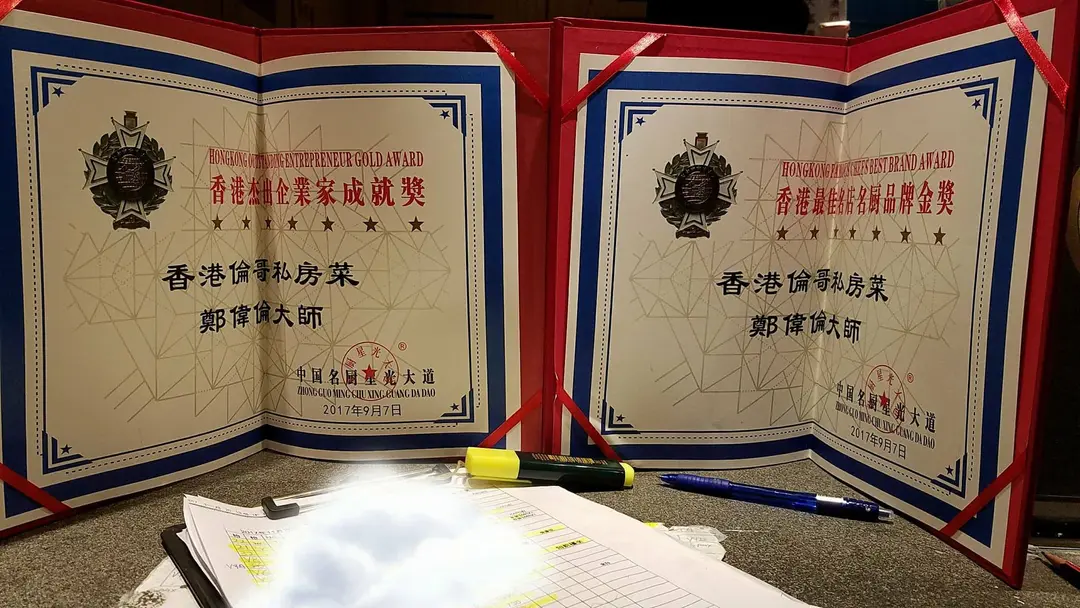 HONGKONG OUTSTANDING ENTREPRENEUR GOLD AWARD
香港杰出企業家成就獎
香港倫哥私房菜
鄭偉倫大師
®
中国名厨星光大道
ZHONG GUO MING CHU XING GUANG DA DAO
2017年9月7日
HONGKONG FAMOUS CHEFS BEST BRAND AWARD
香港最佳名店名厨品牌金獎
香港倫哥私房菜
鄭偉倫大師
®
中国名厨星光大道
ZHONG GUO MING CHU XING GUANG DA DAO
2017年9月7日